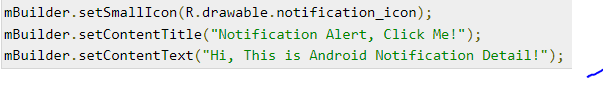 mBuilder.setSmallIcon(R.drawable.notification_icon);
mBuilder.setContentTitle("Notification Alert, Click Me!");
mBuilder.setContentText("Hi, This is Android Notification Detail!");